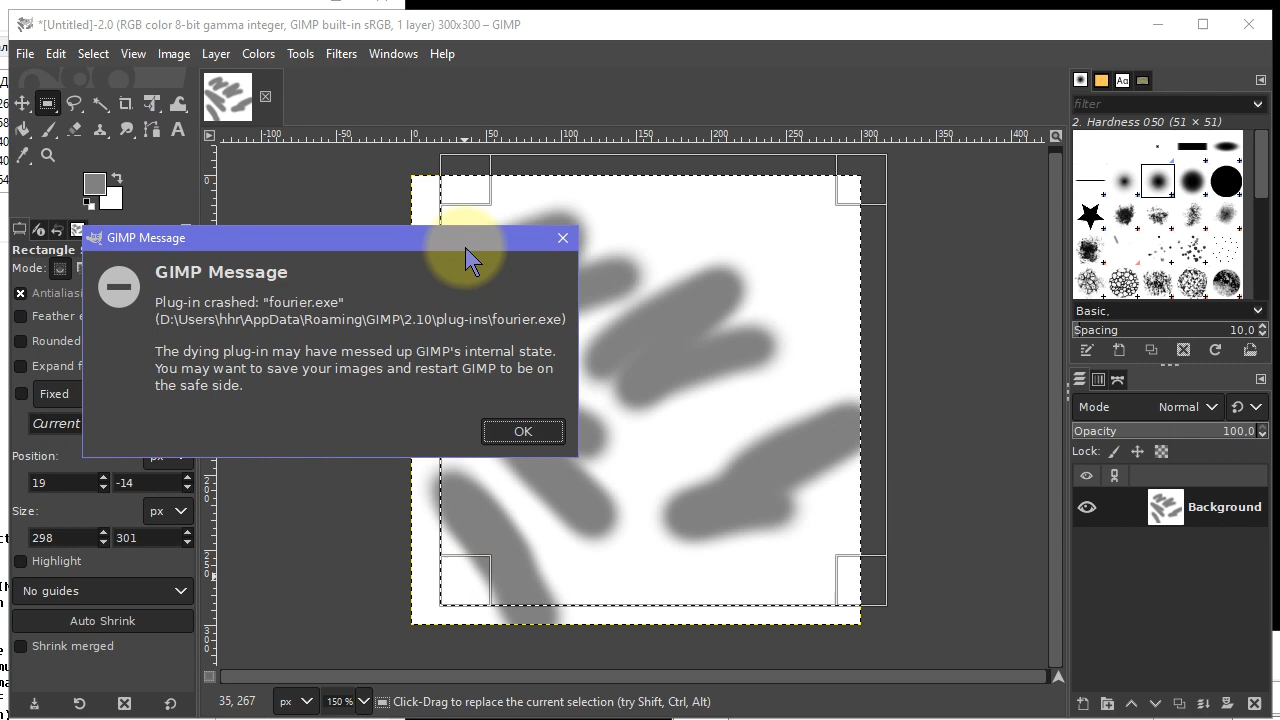 *[Untitled]-2.0 (RGB color 8-bit gamma integer, GIMP built-in sRGB, 1 layer) 300x300 – GIMP
File Edit Select View Image Layer Colors Tools Filters Windows Help
filter
2. Hardness 050 (51 × 51)
-100 -50 0 50 100 150 200 250 300 350 400
0
Rectangle S
Mode:
Antialias
Feather e
Rounded
Expand f
Fixed
Current
GIMP Message
GIMP Message
Plug-in crashed: "fourier.exe"
(D:\Users\hhr\AppData\Roaming\GIMP\2.10\plug-ins\fourier.exe)
The dying plug-in may have messed up GIMP's internal state.
You may want to save your images and restart GIMP to be on
the safe side.
OK
Position:
px
19 -14
Size:
px
298 301
Highlight
No guides
Auto Shrink
Shrink merged
200
250
300
Basic,
Spacing 10,0
Mode Normal
Opacity 100,0
Lock:
Background
35, 267 px 150 % Click-Drag to replace the current selection (try Shift, Ctrl, Alt)
Aa